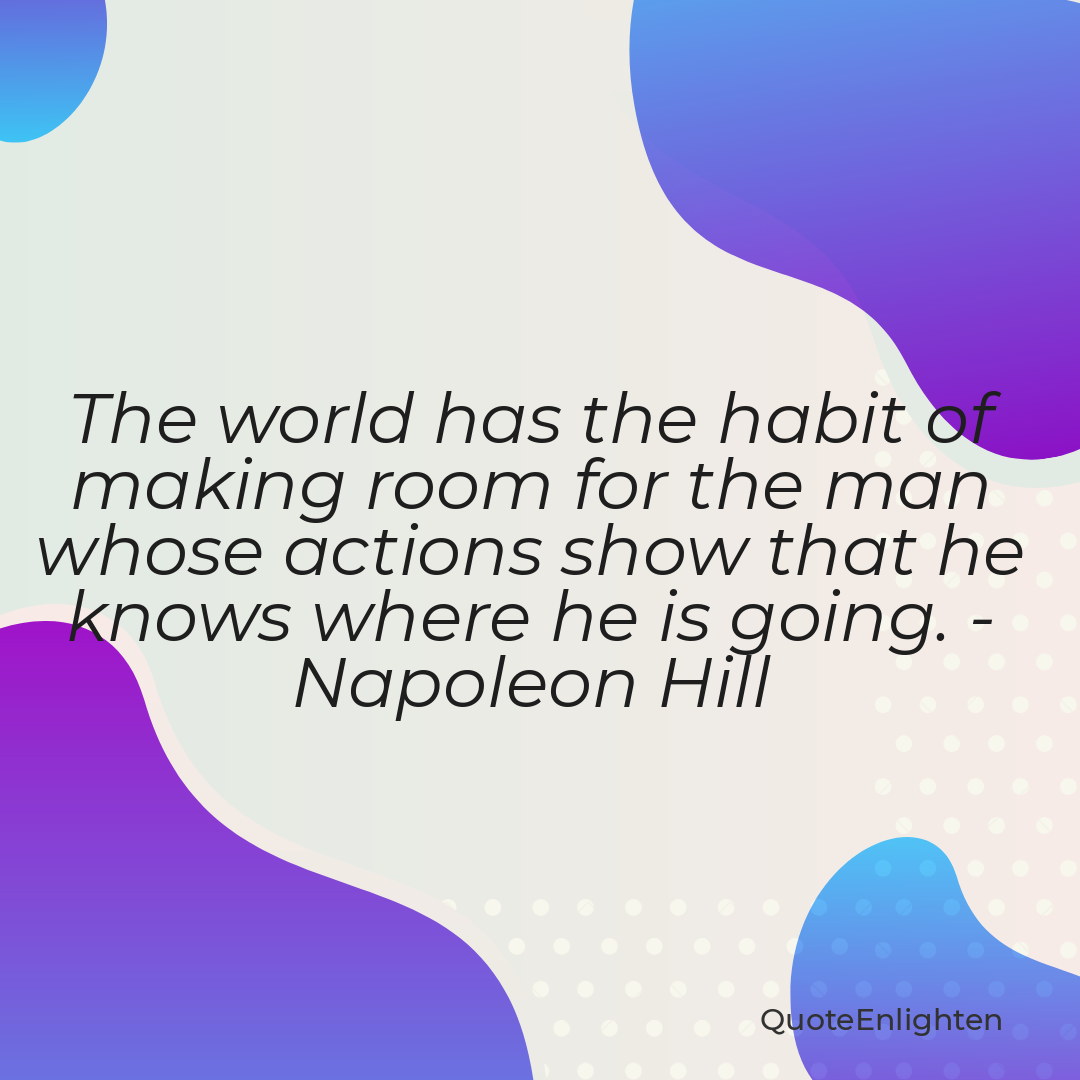 The world has the habit of
making room for the man
whose actions show that he
knows where he is going. -
Napoleon Hill
QuoteEnlighten